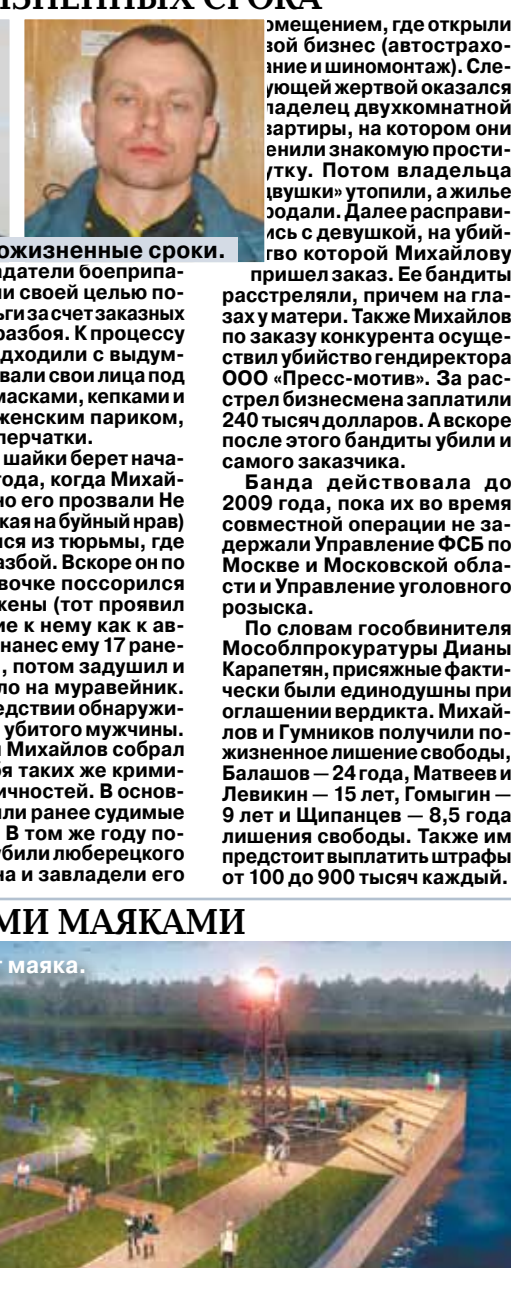 ИЗНЕННЫХ СРОКА
ожизненные сроки.
адатели боеприпа-
и своей целью по-
ьги за счет заказных
разбоя. К процессу
дходили с выдум-
вали свои лица под
масками, кепками и
женским париком,
перчатки.
шайки берет нача-
года, когда Михай-
но его прозвали Не
кая на буйный нрав)
лся из тюрьмы, где
азбой. Вскоре он по
вочке поссорился
жены (тот проявил
ие к нему как к ав-
нанес ему 17 ране-
, потом задушил и
ло на муравейник.
едствии обнаружи-
убитого мужчины.
Михайлов собрал
бя таких же крими-
ичностей. В основ-
ли ранее судимые
В том же году по-
убили люберецкого
на и завладели его
омещением, где открыли
вой бизнес (автострахо-
ание и шиномонтаж). Сле-
ующей жертвой оказался
ладелец двухкомнатной
вартиры, на котором они
енили знакомую прости-
утку. Потом владельца
двушки» утопили, а жилье
родали. Далее расправи-
ись с девушкой, на убий-
тво которой Михайлову
пришел заказ. Ее бандиты
расстреляли, причем на гла-
зах у матери. Также Михайлов
по заказу конкурента осуще-
ствил убийство гендиректора
ООО «Пресс-мотив». За рас-
стрел бизнесмена заплатили
240 тысяч долларов. А вскоре
после этого бандиты убили и
самого заказчика.
Банда действовала до
2009 года, пока их во время
совместной операции не за-
держали Управление ФСБ по
Москве и Московской обла-
сти и Управление уголовного
розыска.
По словам гособвинителя
Мособлпрокуратуры Дианы
Карапетян, присяжные факти-
чески были единодушны при
оглашении вердикта. Михай-
лов и Гумников получили по-
жизненное лишение свободы,
Балашов — 24 года, Матвеев и
Левикин — 15 лет, Гомыгин —
9 лет и Щипанцев — 8,5 года
лишения свободы. Также им
предстоит выплатить штрафы
от 100 до 900 тысяч каждый.
МИ МАЯКАМИ
т маяка.